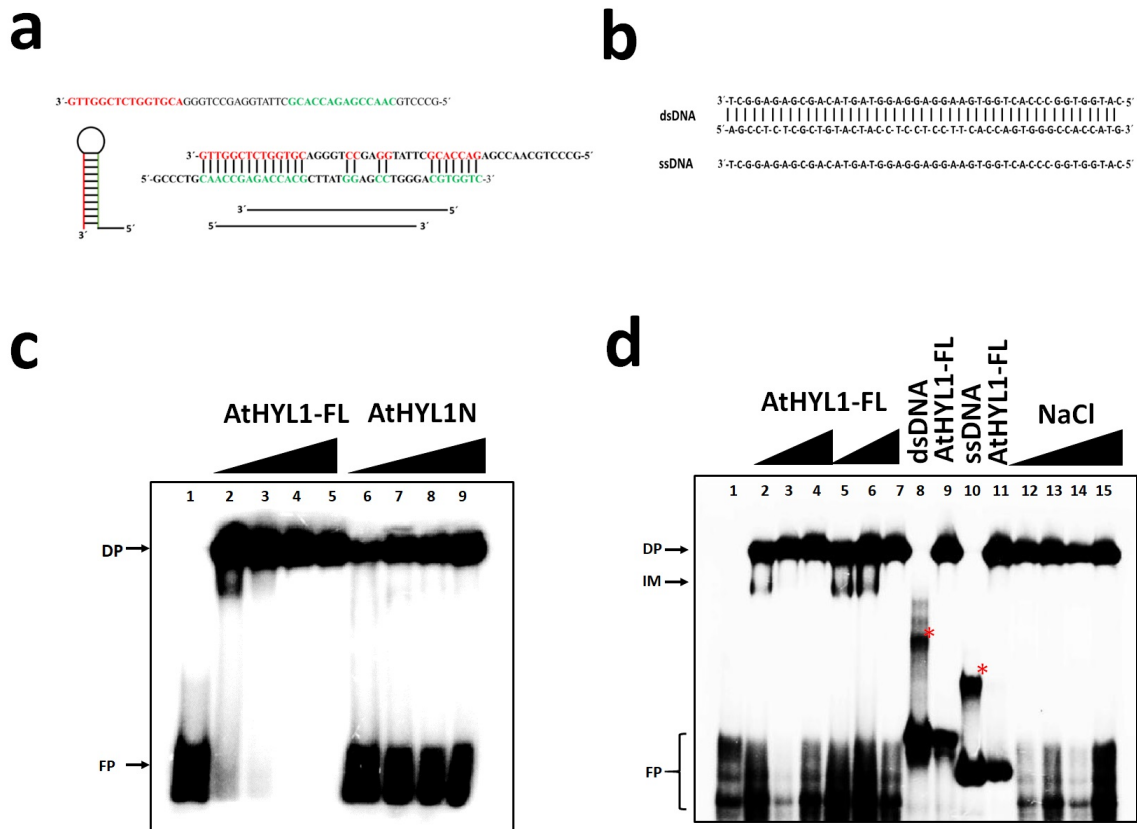 a
3´-GTTGGCTCTGGTGCAGGGTCCGAGGTATTCGCACCAGAGCCAACGTCCCG-5´
3´-GTTGGCTCTGGTGCAGGGTCCGAGGTATTCGCACCAGAGCCAACGTCCCG-5´
5´-GCCCTGCAACCGAGACCACGCTTATGGAGCCTGGGACGTGGTC-3´
3´ 5´
5´ 3´
3´ 5´
b
3´-T-C-G-G-A-G-A-G-C-G-A-C-A-T-G-A-T-G-G-A-G-G-A-G-G-A-A-G-T-G-G-T-C-A-C-C-C-G-G-T-G-G-T-A-C-5´
dsDNA
5´-A-G-C-C-T-C-T-C-G-C-T-G-T-A-C-T-A-C-C-T-C-C-T-C-C-T-T-C-A-C-C-A-G-T-G-G-G-C-C-A-C-C-A-T-G-3´
ssDNA 3´-T-C-G-G-A-G-A-G-C-G-A-C-A-T-G-A-T-G-G-A-G-G-A-G-G-A-A-G-T-G-G-T-C-A-C-C-C-G-G-T-G-G-T-A-C-5´
c
AtHYL1-FL AtHYL1N
1 2 3 4 5 6 7 8 9
DP
FP
d
AtHYL1-FL dsDNA AtHYL1-FL ssDNA AtHYL1-FL NaCl
1 2 3 4 5 6 7 8 9 10 11 12 13 14 15
DP
IM
*
*
FP